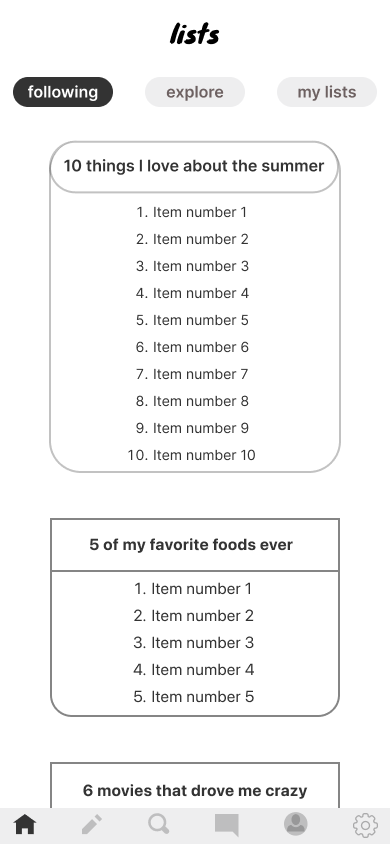 lists
following explore my lists
10 things I love about the summer
1. Item number 1
2. Item number 2
3. Item number 3
4. Item number 4
5. Item number 5
6. Item number 6
7. Item number 7
8. Item number 8
9. Item number 9
10. Item number 10
5 of my favorite foods ever
1. Item number 1
2. Item number 2
3. Item number 3
4. Item number 4
5. Item number 5
6 movies that drove me crazy